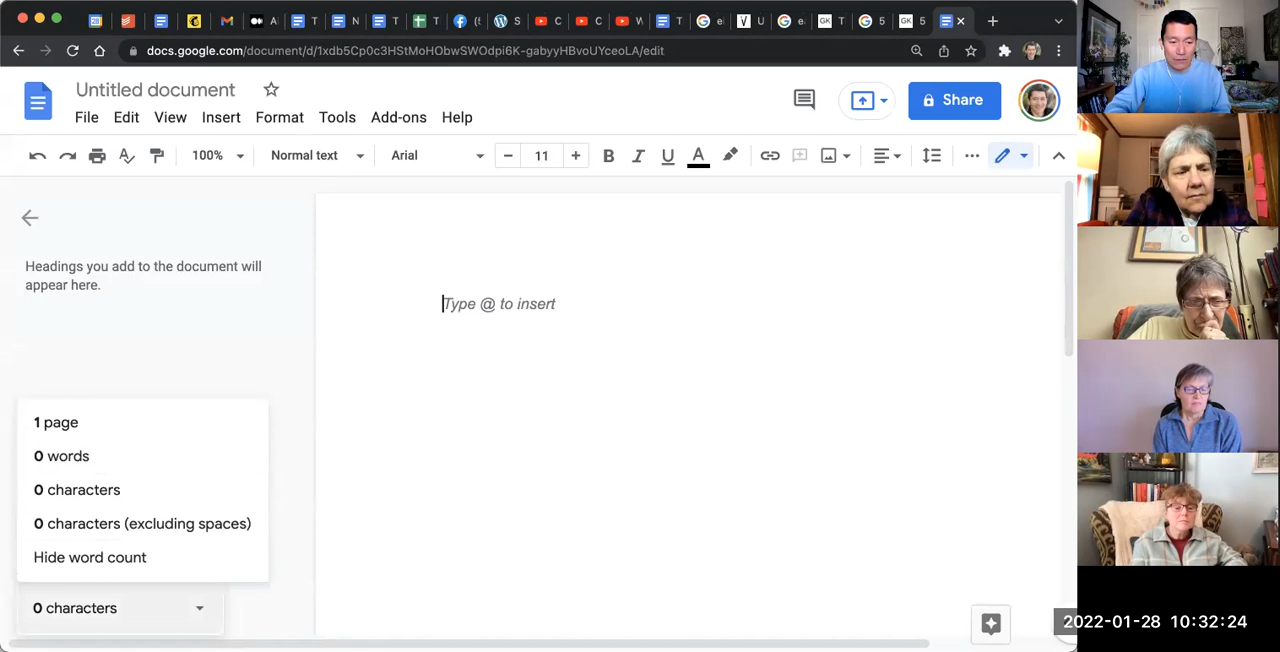 T
N
T
T
(t
S
C
C
W
T
U
T
5
5
docs.google.com/document/d/1xdb5Cp0c3HStMoHObwSWOdpi6K-gabyyHBvoUYceoLA/edit
Untitled document
Share
File Edit View Insert Format Tools Add-ons Help
100% Normal text Arial 11 B I U A
Headings you add to the document will
appear here.
Type @ to insert
1 page
0 words
0 characters
0 characters (excluding spaces)
Hide word count
0 characters
2022-01-28 10:32:24